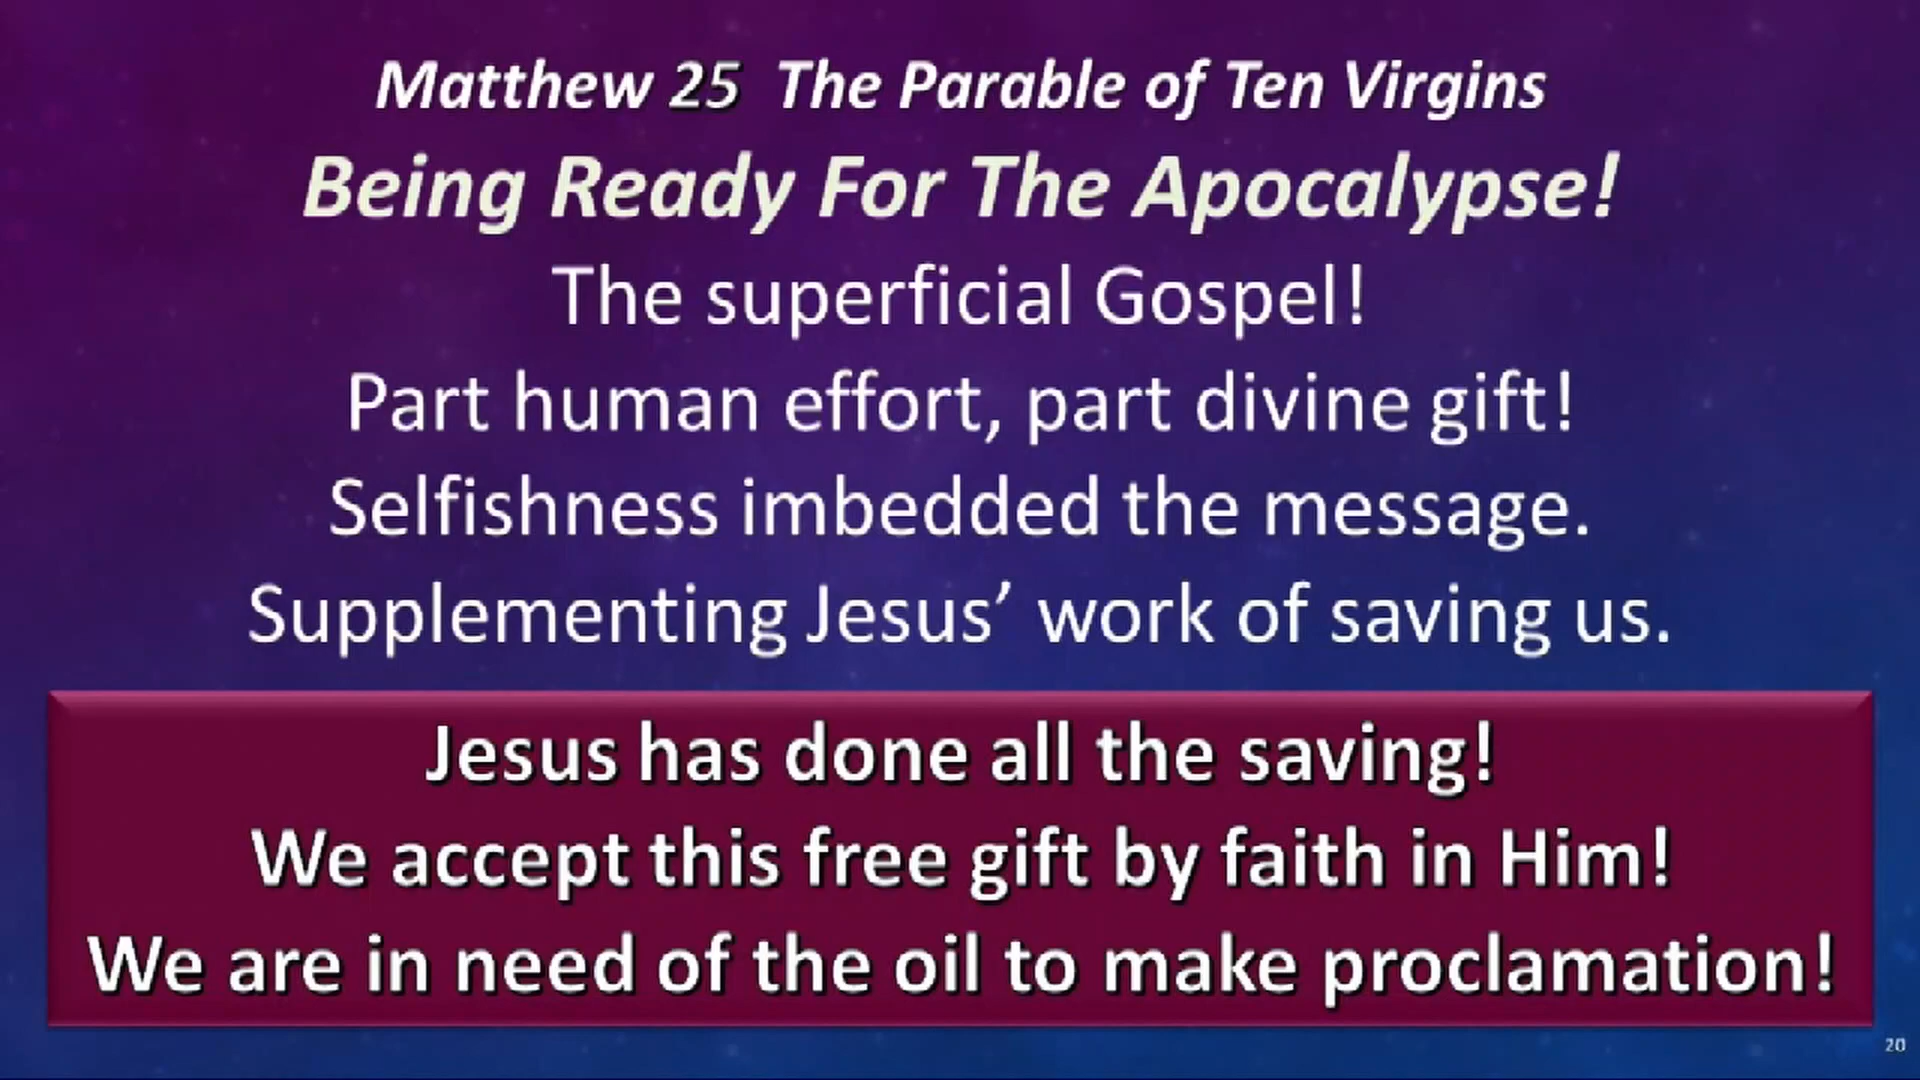 Matthew 25 The Parable of Ten Virgins
Being Ready For The Apocalypse!
The superficial Gospel!
Part human effort, part divine gift!
Selfishness imbedded the message.
Supplementing Jesus’ work of saving us.
Jesus has done all the saving!
We accept this free gift by faith in Him!
We are in need of the oil to make proclamation!
20